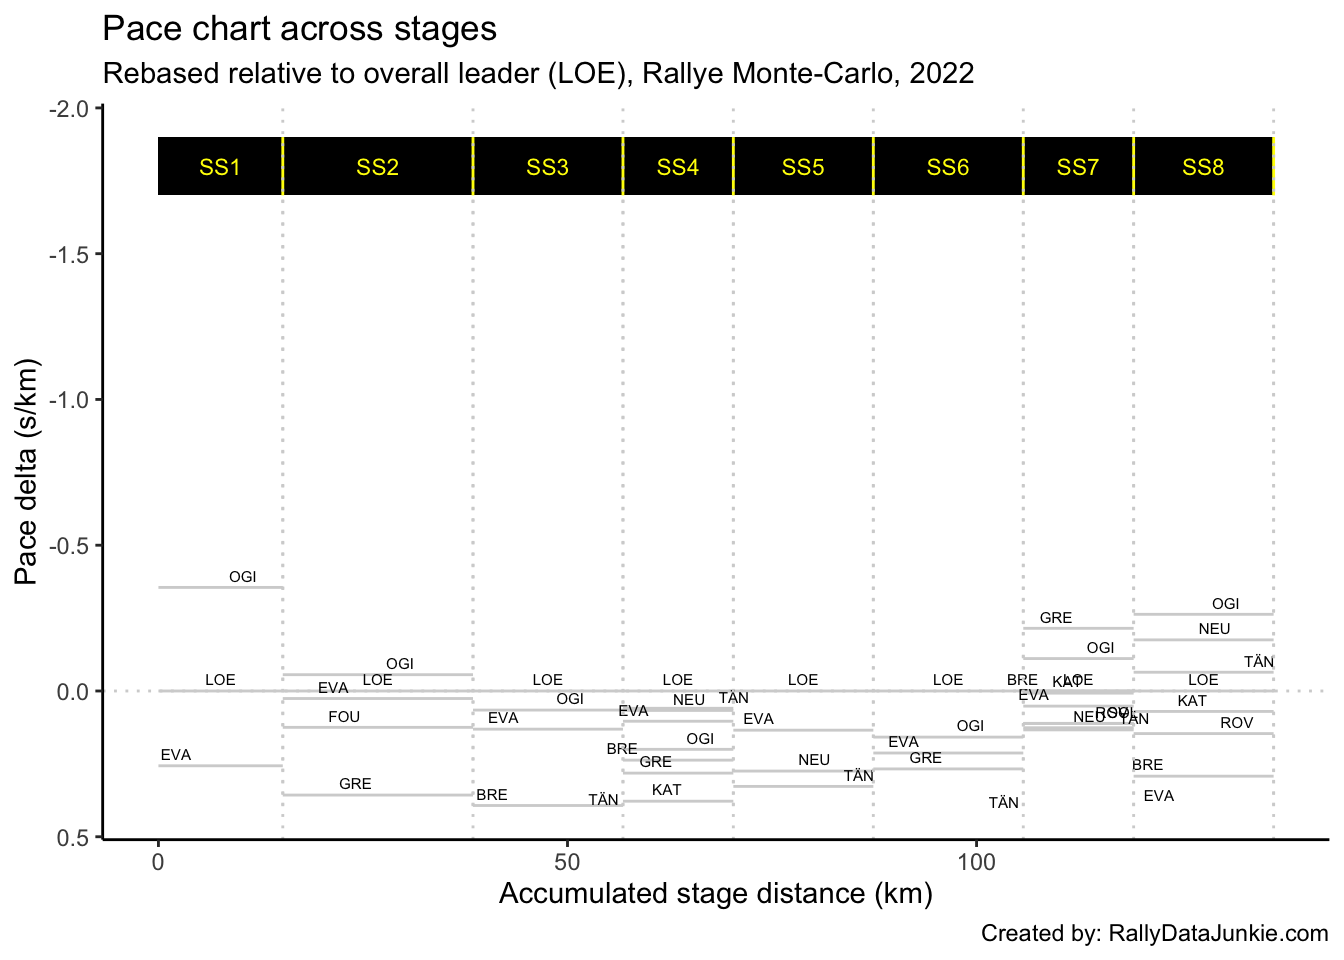 Pace chart across stages
Rebased relative to overall leader (LOE), Rallye Monte-Carlo, 2022
-2.0
SS1 SS2 SS3 SS4 SS5 SS6 SS7 SS8
-1.5
-1.0
Pace delta (s/km)
-0.5
OGI
OGI
GRE
NEU
OGI
OGI
TÄN
LOE LOE LOE LOE LOE LOE BRE KAT LOE LOE
0.0
EVA
OGI NEU TÄN EVA KAT
FOU EVA EVA EVA OGI NEU TÄN ROV
EVA BRE OGI EVA
GRE NEU GRE BRE
GRE KAT TÄN
BRE TÄN TÄN EVA
0.5
0 50 100
Accumulated stage distance (km)
Created by: RallyDataJunkie.com